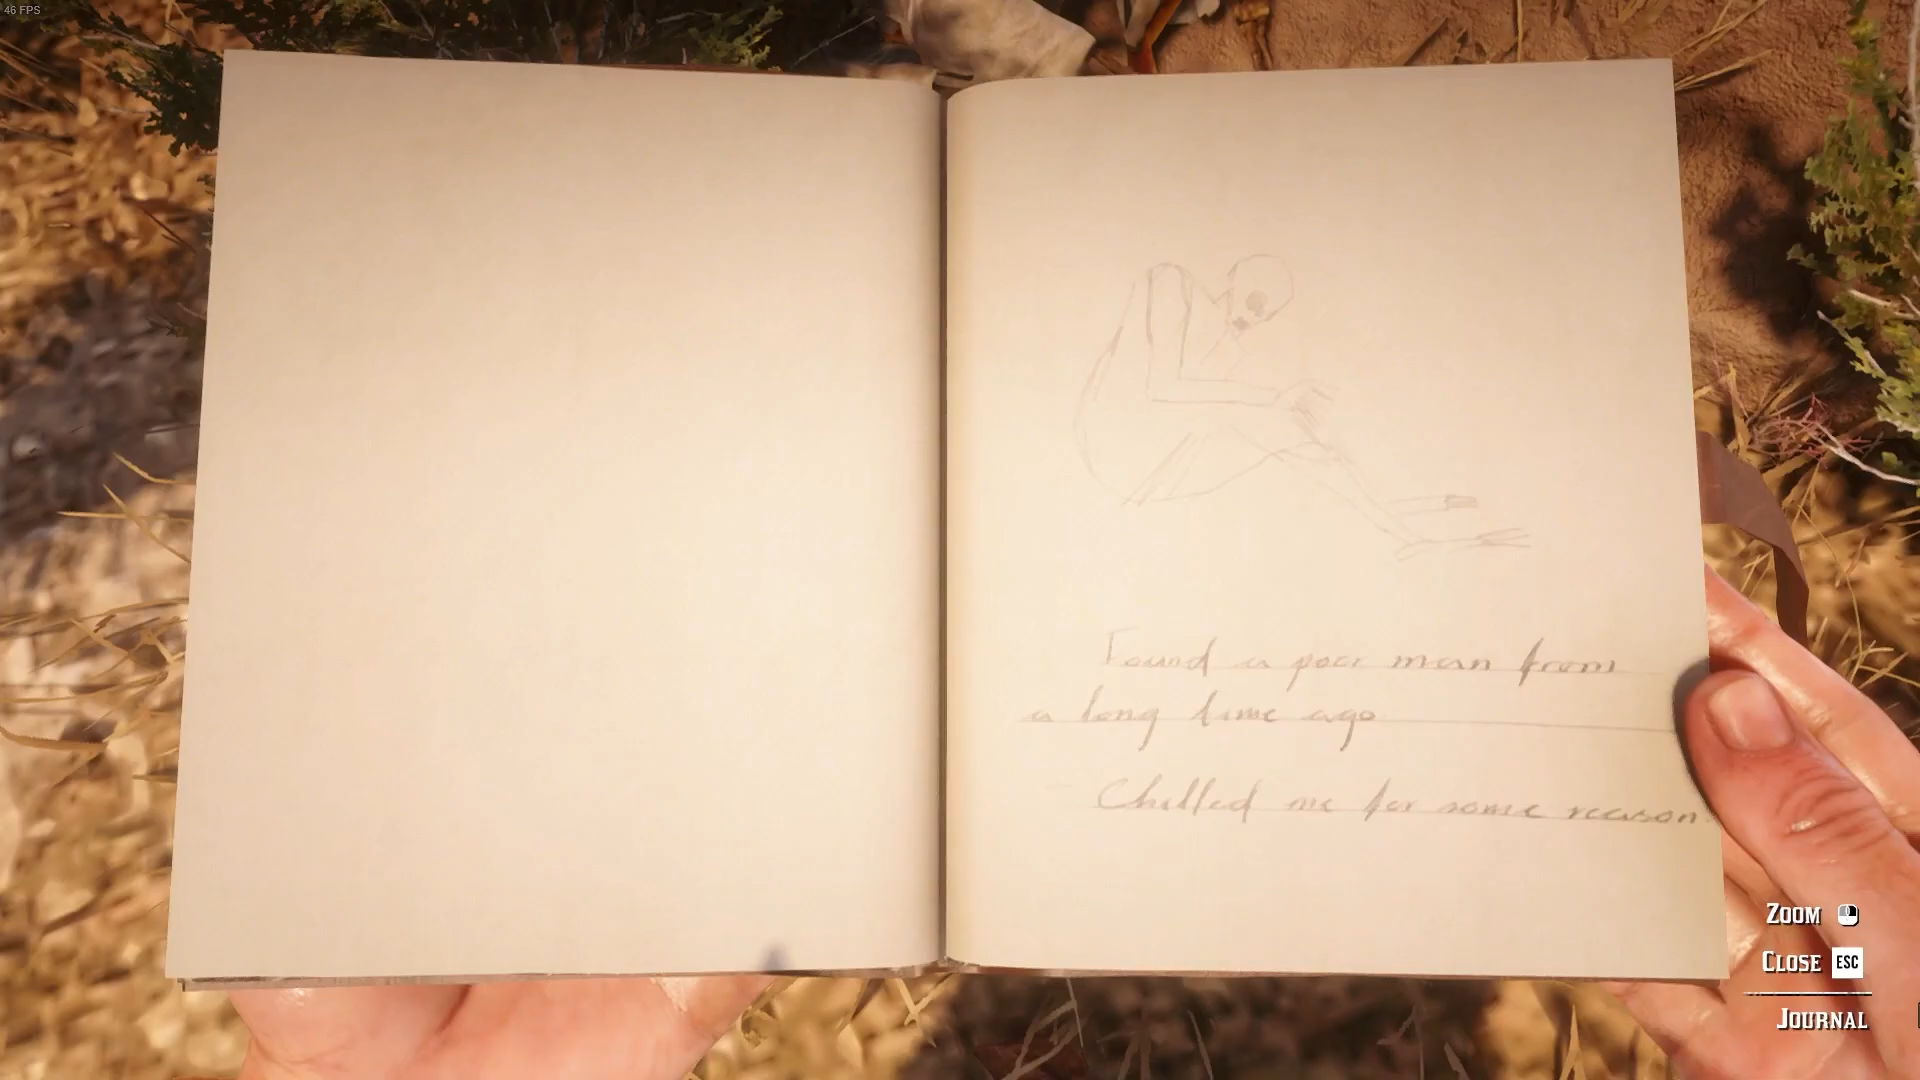 46 FPS
Found a poor man from
a long time ago
Chilled me for some reason
ZOOM
CLOSE ESC
JOURNAL